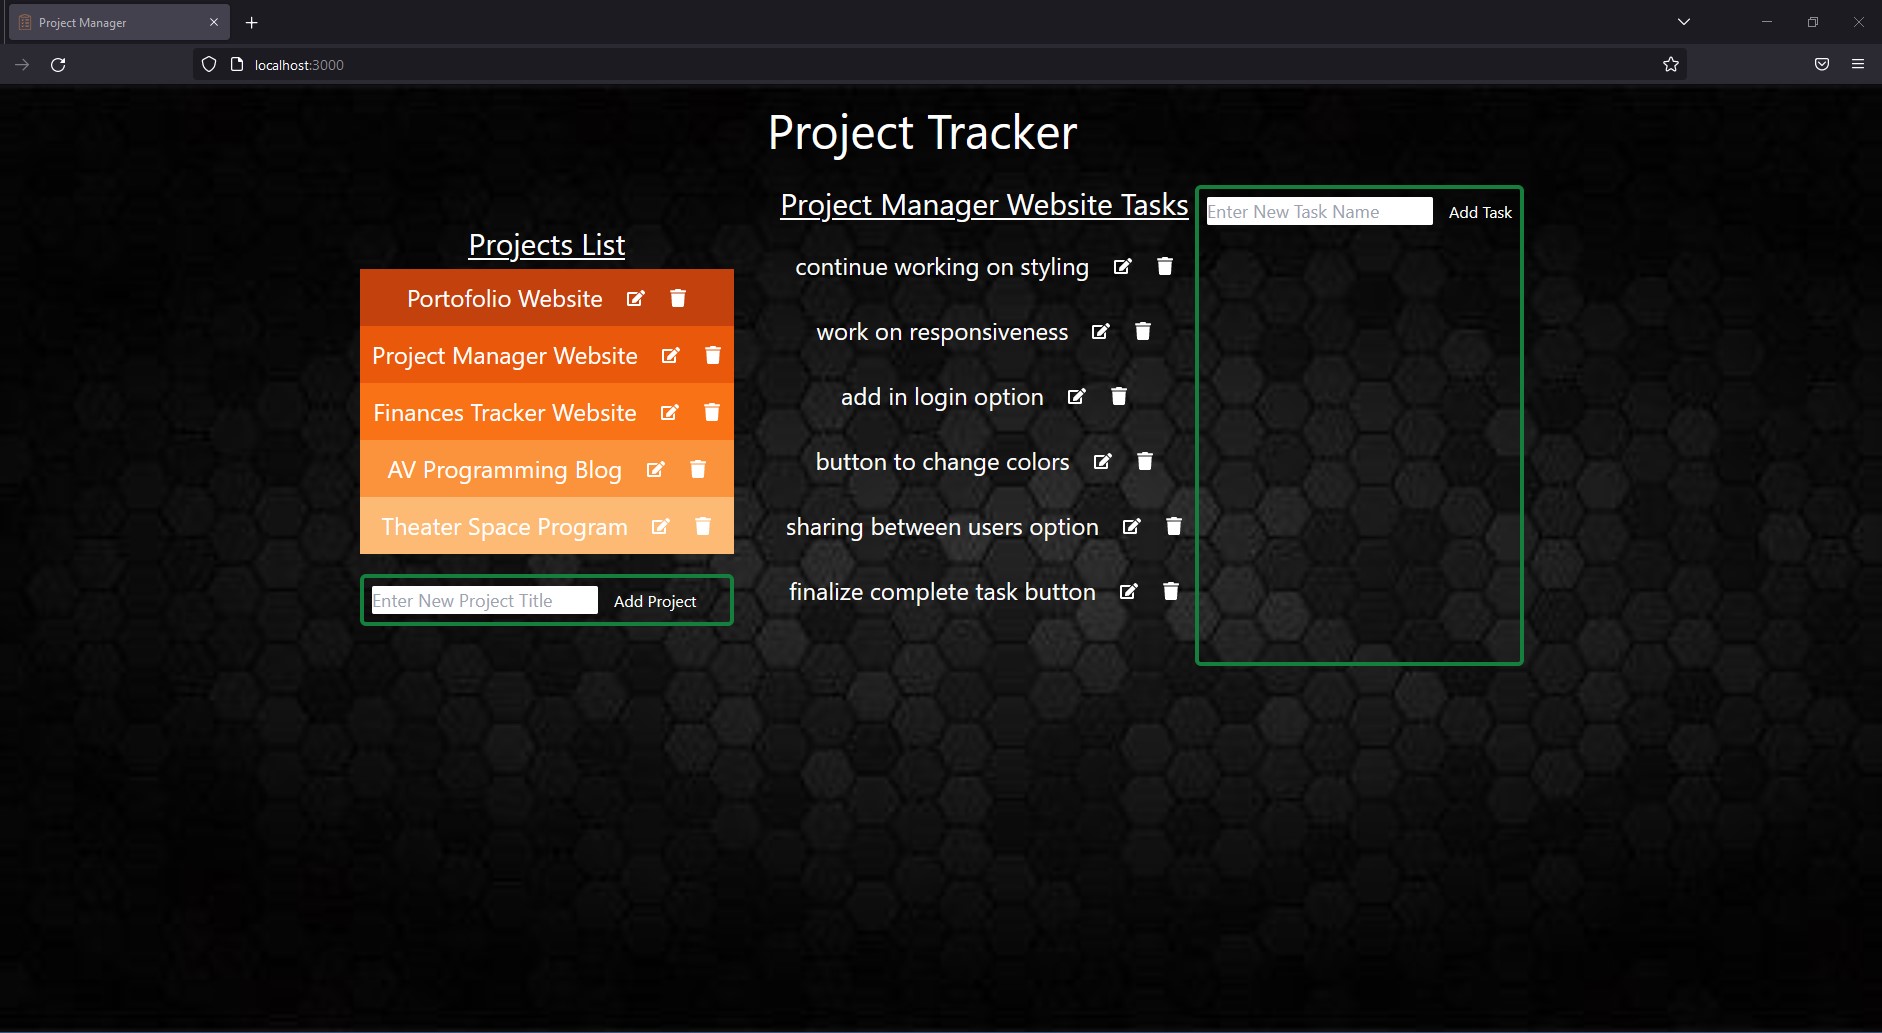 Project Manager
localhost:3000
Project Tracker
Projects List
Portofolio Website
Project Manager Website
Finances Tracker Website
AV Programming Blog
Theater Space Program
Enter New Project Title Add Project
Project Manager Website Tasks
continue working on styling
work on responsiveness
add in login option
button to change colors
sharing between users option
finalize complete task button
Enter New Task Name Add Task